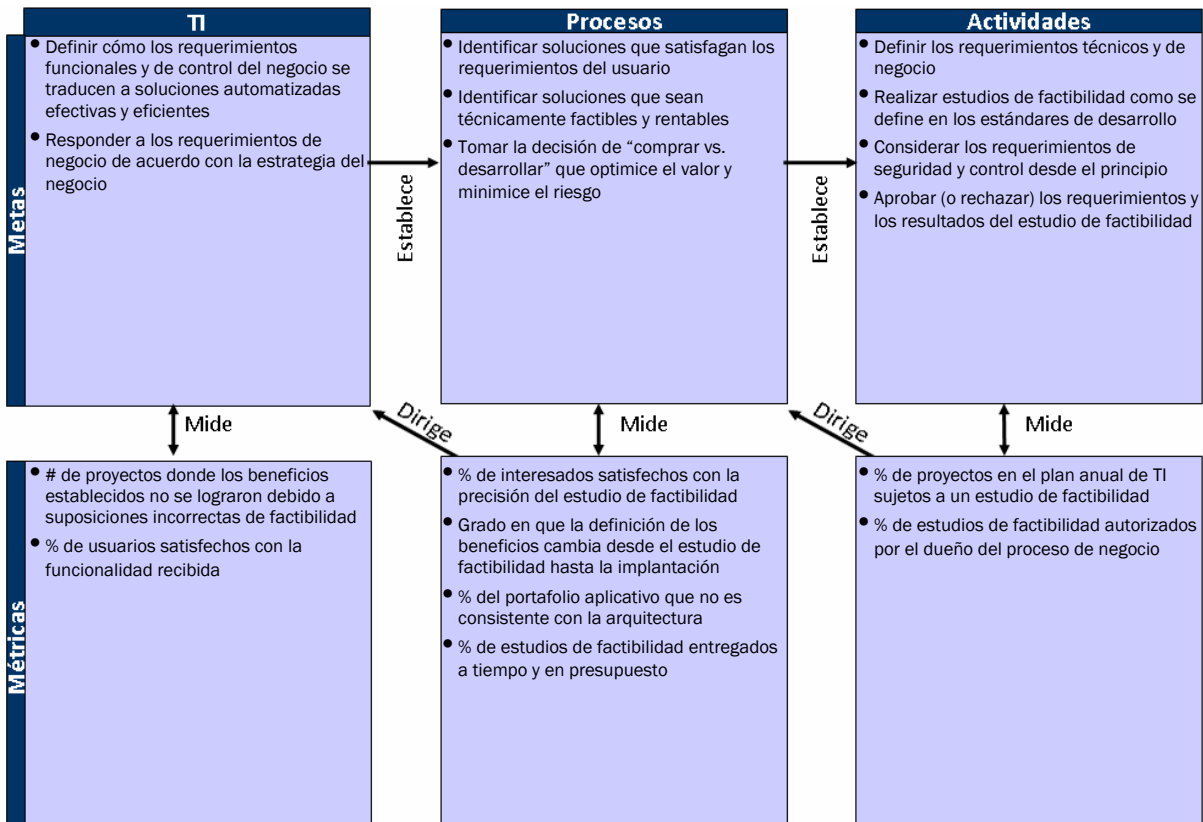 TI
Procesos
Actividades
Metas
• Definir cómo los requerimientos
funcionales y de control del negocio se
traducen a soluciones automatizadas
efectivas y eficientes
• Responder a los requerimientos de
negocio de acuerdo con la estrategia del
negocio
Establece
• Identificar soluciones que satisfagan los
requerimientos del usuario
• Identificar soluciones que sean
técnicamente factibles y rentables
• Tomar la decisión de “comprar vs.
desarrollar” que optimice el valor y
minimice el riesgo
Establece
• Definir los requerimientos técnicos y de
negocio
• Realizar estudios de factibilidad como se
define en los estándares de desarrollo
• Considerar los requerimientos de
seguridad y control desde el principio
• Aprobar (o rechazar) los requerimientos y
los resultados del estudio de factibilidad
Mide
Dirige
Mide
Dirige
Mide
Métricas
• # de proyectos donde los beneficios
establecidos no se lograron debido a
suposiciones incorrectas de factibilidad
• % de usuarios satisfechos con la
funcionalidad recibida
• % de interesados satisfechos con la
precisión del estudio de factibilidad
• Grado en que la definición de los
beneficios cambia desde el estudio de
factibilidad hasta la implantación
• % del portafolio aplicativo que no es
consistente con la arquitectura
• % de estudios de factibilidad entregados
a tiempo y en presupuesto
• % de proyectos en el plan anual de TI
sujetos a un estudio de factibilidad
• % de estudios de factibilidad autorizados
por el dueño del proceso de negocio